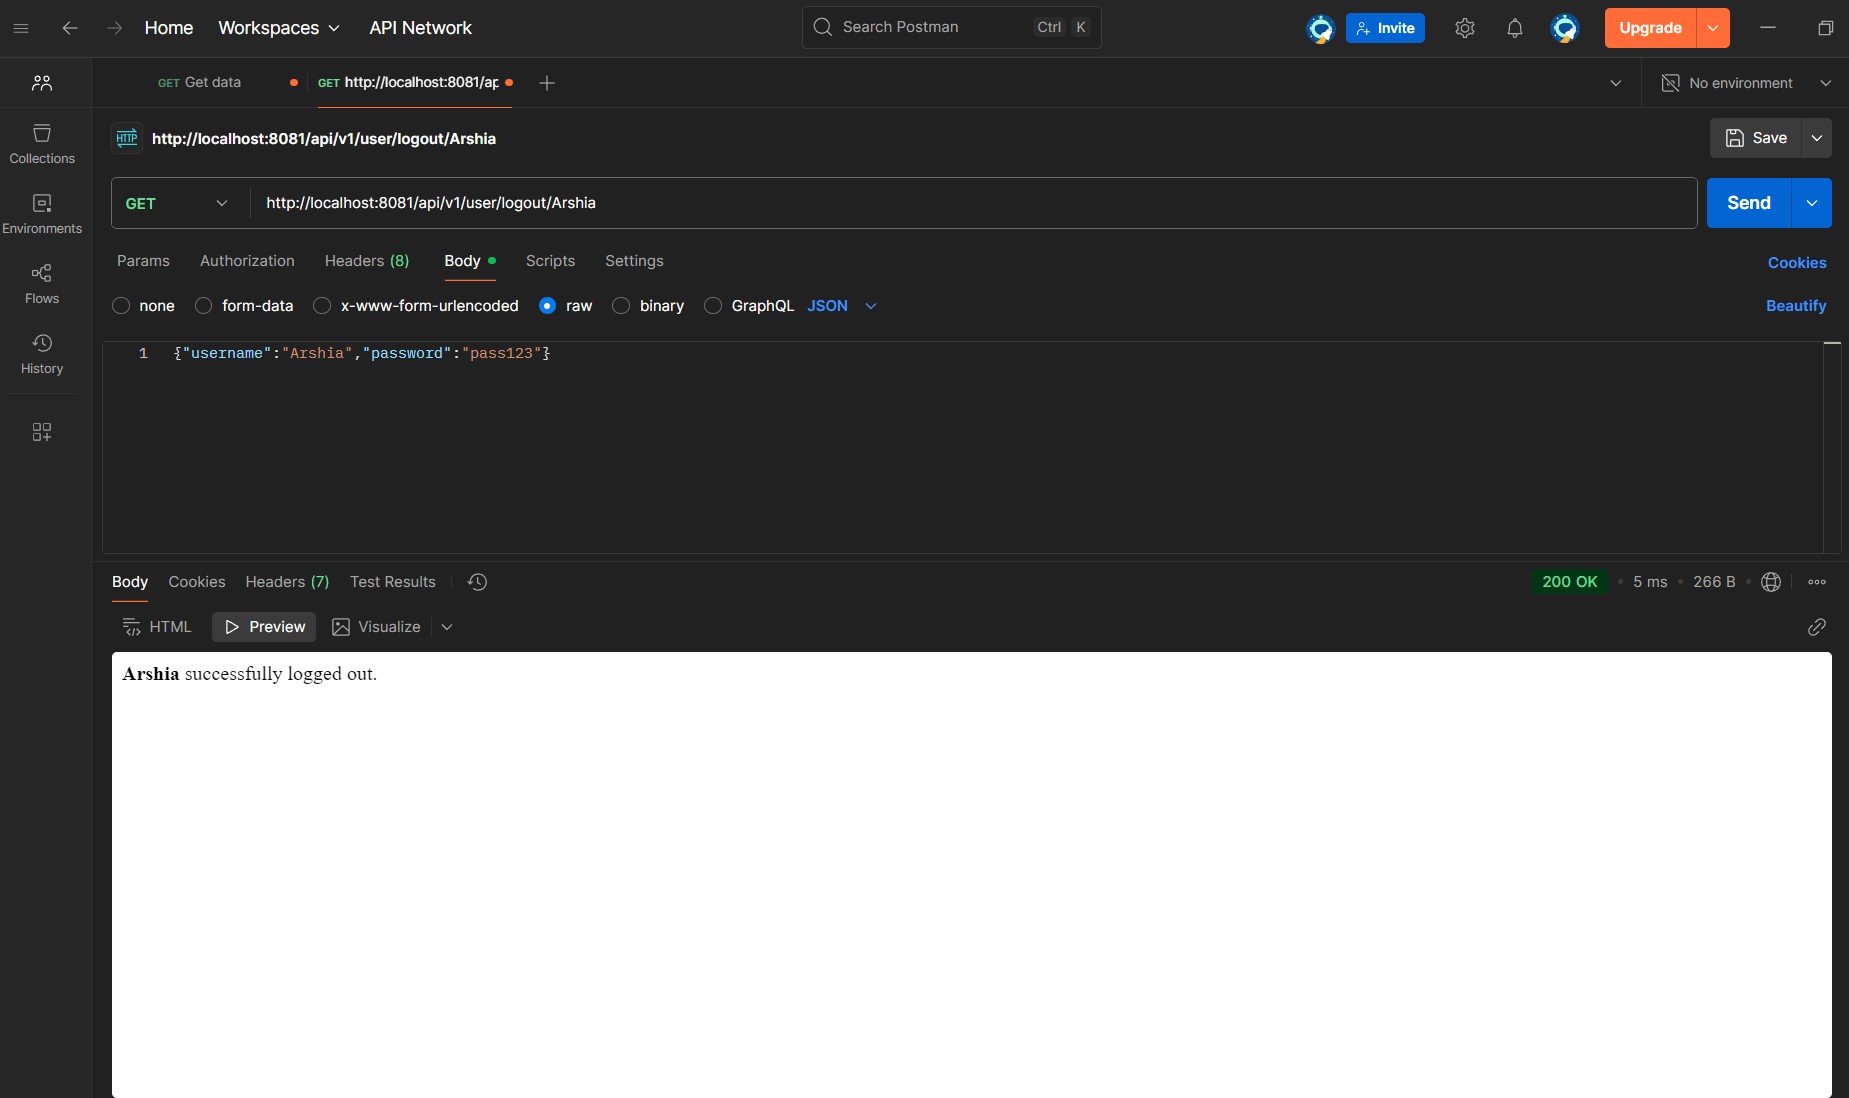 Home Workspaces API Network Search Postman Ctrl K Invite Upgrade
GET Get data GET http://localhost:8081/ap No environment
HTTP http://localhost:8081/api/v1/user/logout/Arshia Save
Collections
GET http://localhost:8081/api/v1/user/logout/Arshia Send
Environments
Params Authorization Headers (8) Body Scripts Settings Cookies
Flows
none form-data x-www-form-urlencoded raw binary GraphQL JSON Beautify
History
1 {"username":"Arshia","password":"pass123"}
Body Cookies Headers (7) Test Results 200 OK • 5 ms • 266 B •
HTML Preview Visualize
Arshia successfully logged out.